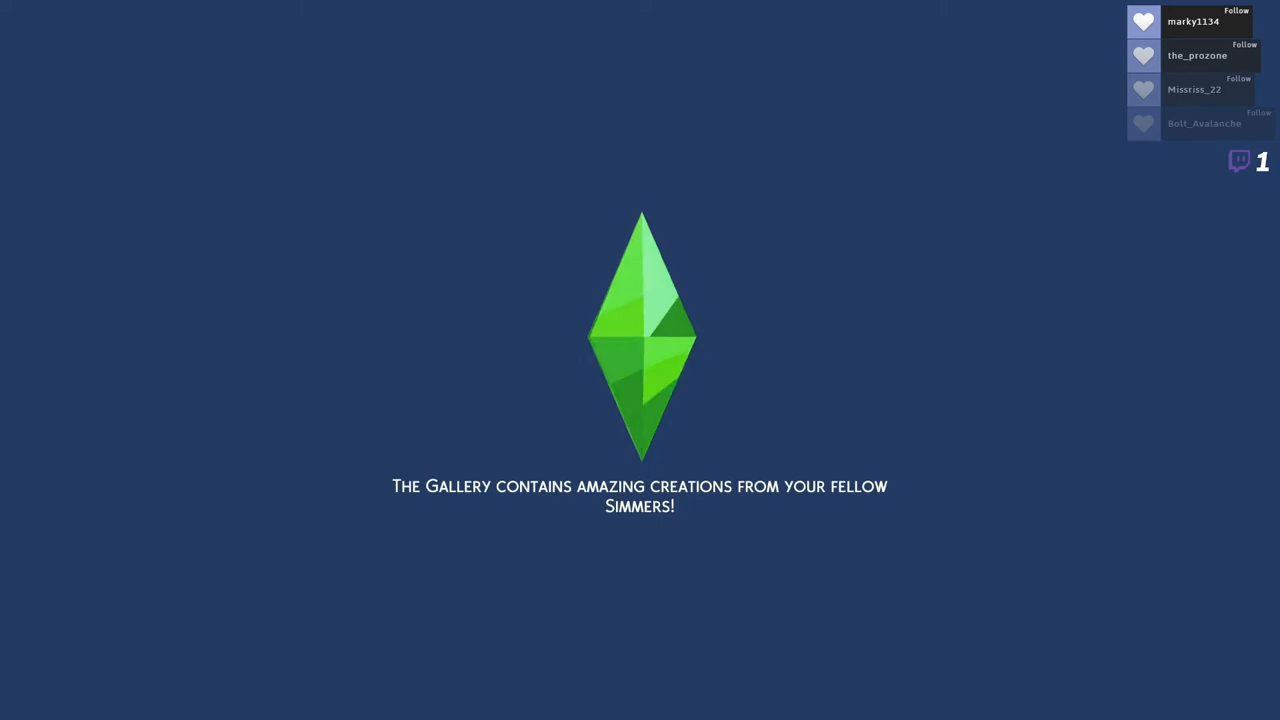 Follow
marky1134
Follow
the_prozone
Follow
Missriss_22
Follow
Bolt_Avalanche
1
THE GALLERY CONTAINS AMAZING CREATIONS FROM YOUR FELLOW
SIMMERS!